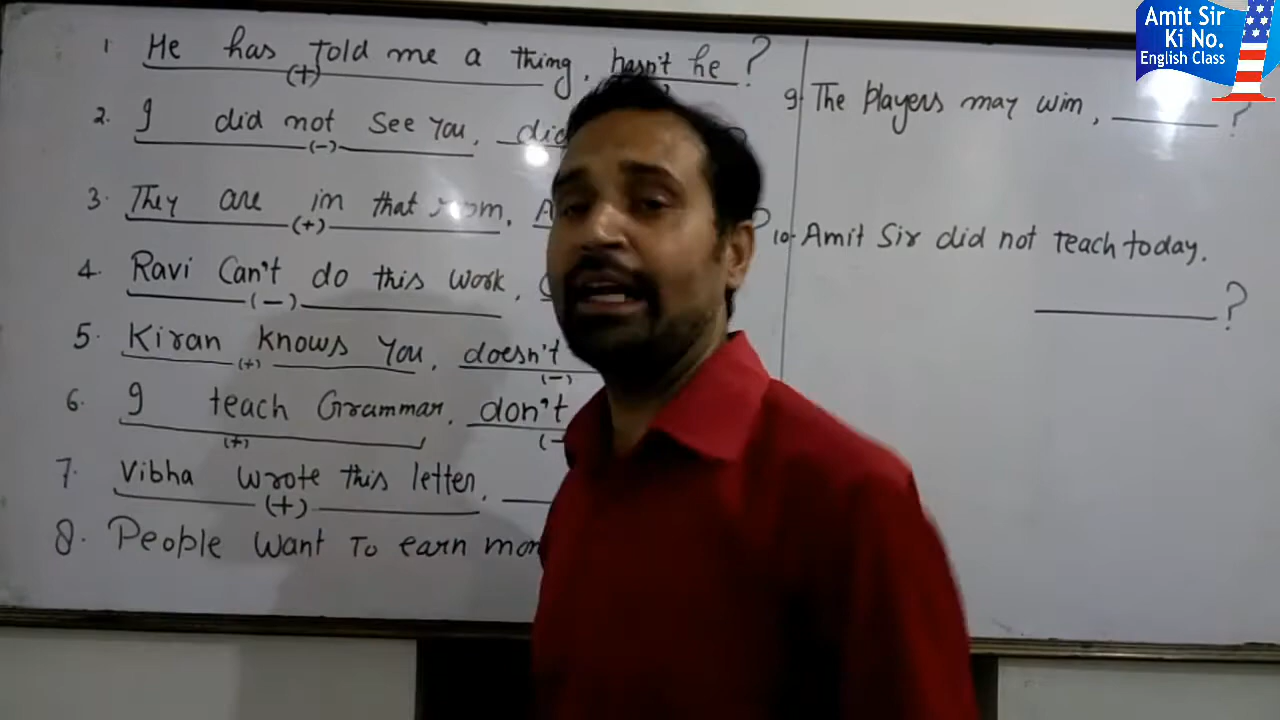 1. He has told me a thing, hasn't he?
(+)
2. I did not see you, did
(-)
3. They are in that room,
(+)
4. Ravi Can't do this work,
(-)
5. Kiran knows you, doesn't
(+) (-)
6. I teach Grammar, don't
(+)
7. Vibha wrote this letter,
(+)
8. People want to earn
9. The players may win, ?
10. Amit Sir did not teach today.
?
Amit Sir
Ki No.
English Class